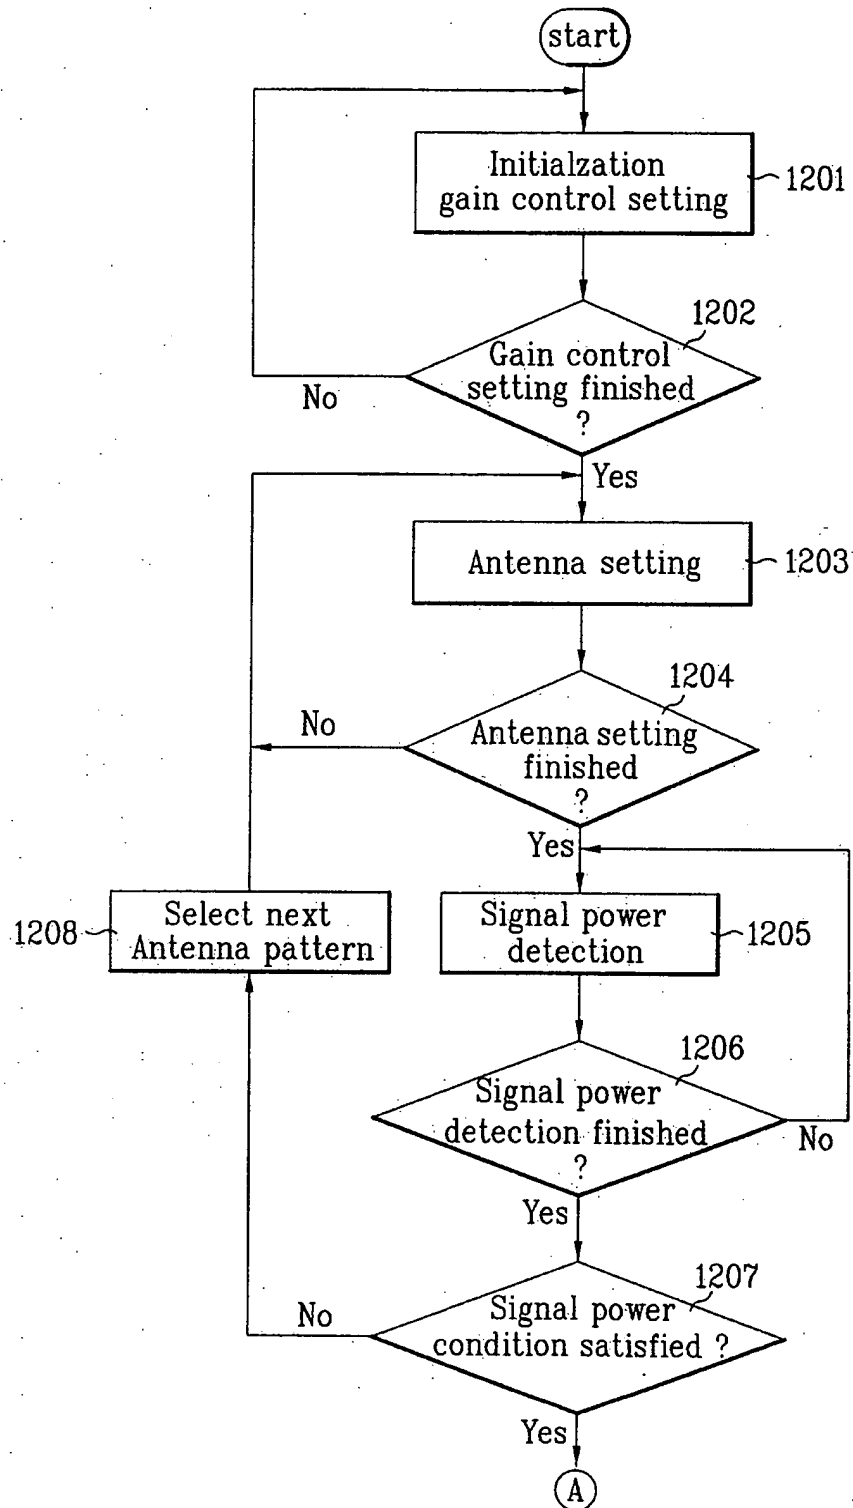 start
Initialzation
gain control setting
1201
1202
Gain control
setting finished
?
No
Yes
Antenna setting
1203
1204
No
Antenna setting
finished
?
Yes
1208
Select next
Antenna pattern
Signal power
detection
1205
1206
Signal power
detection finished
?
No
Yes
1207
No
Signal power
condition satisfied ?
Yes
A